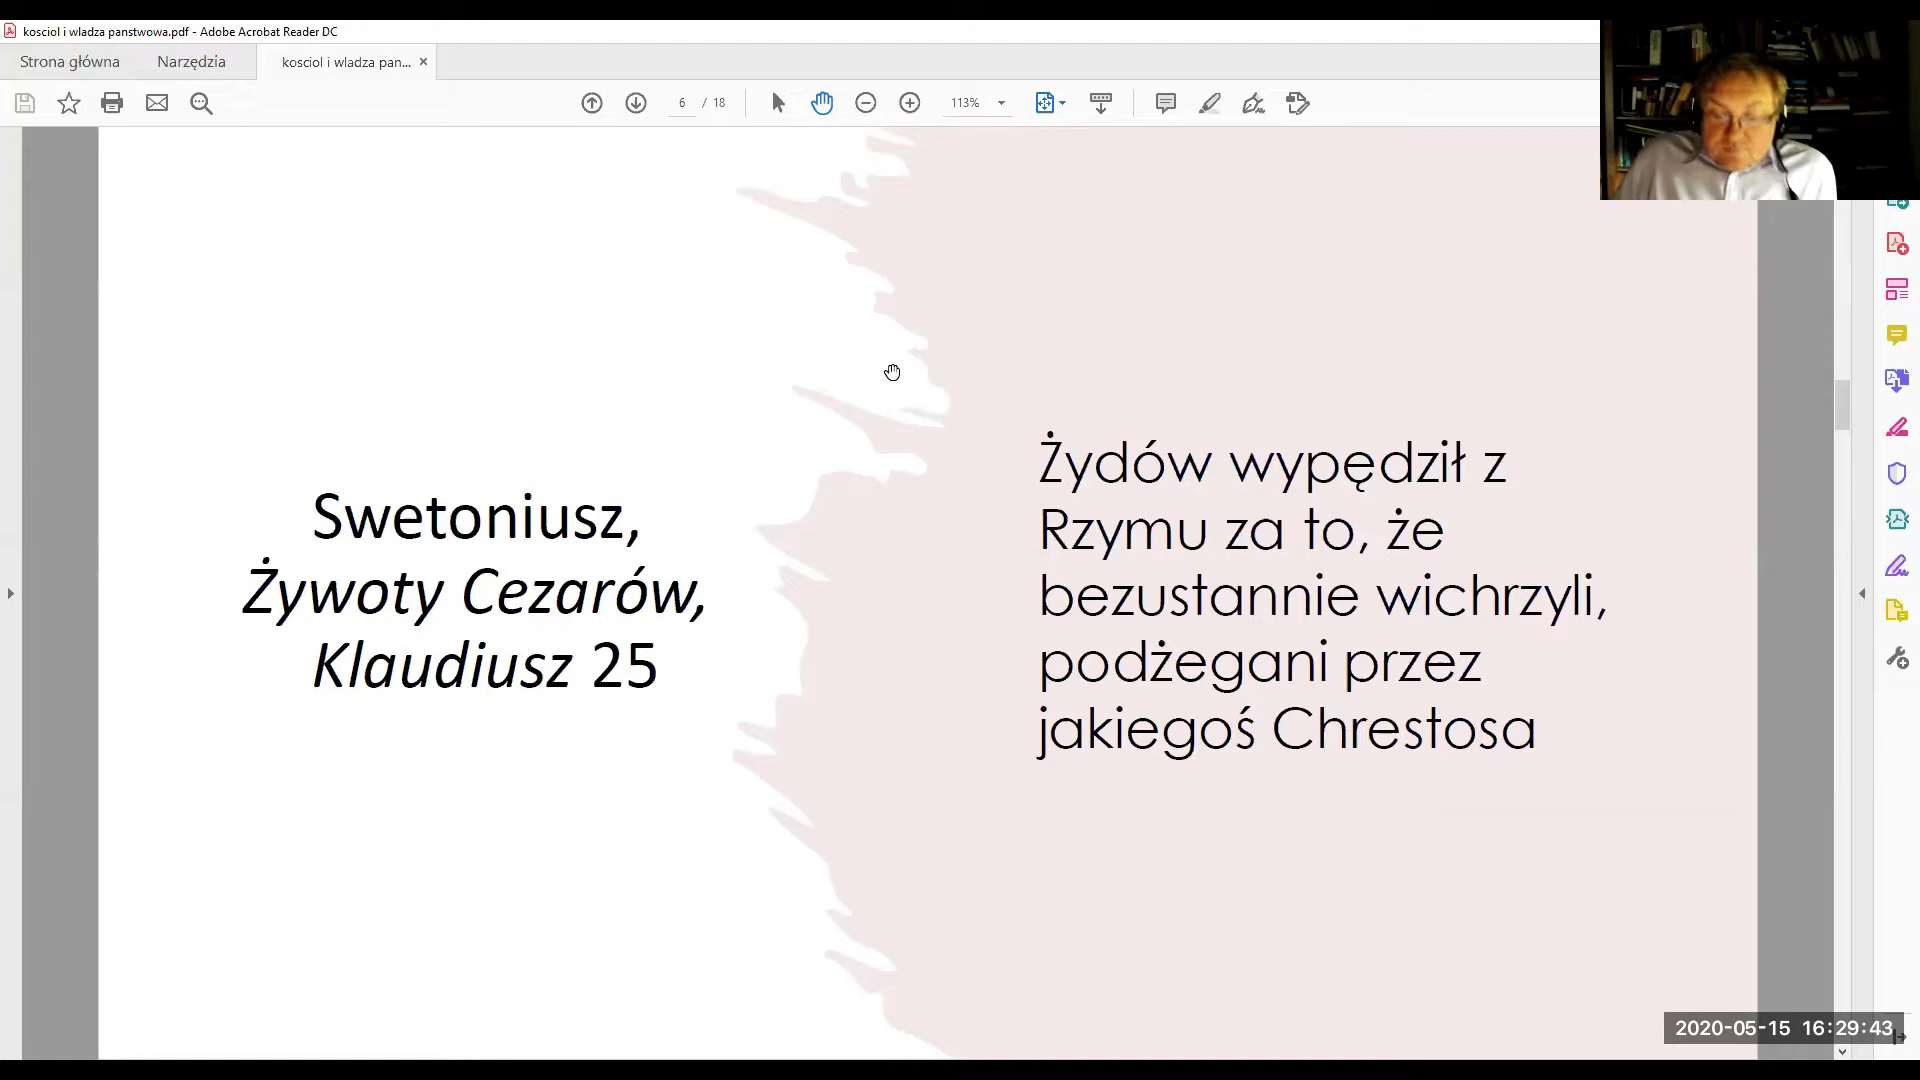 kosciol i wladza panstwowa.pdf - Adobe Acrobat Reader DC
Strona główna
Narzędzia
kosciol i wladza pan...
6 / 18
113%
Swetoniusz,
Żywoty Cezarów,
Klaudiusz 25
Żydów wypędził z
Rzymu za to, że
bezustannie wichrzyli,
podżegani przez
jakiegoś Chrestosa
2020-05-15 16:29:43